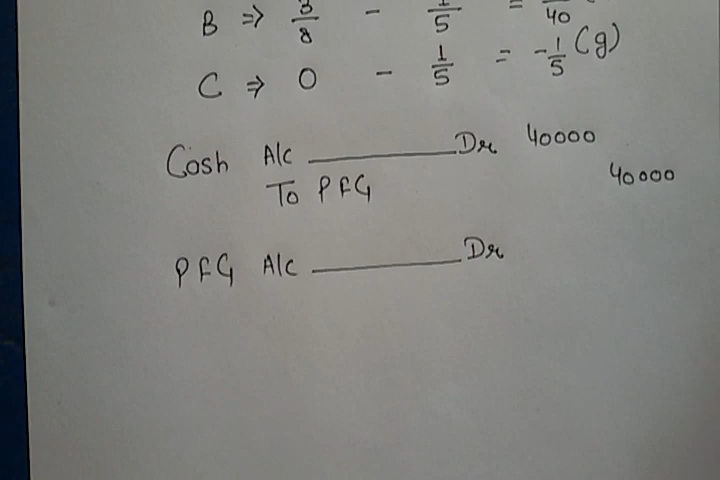 B ⇒ 3/8 - 1/5 = /40
C ⇒ 0 - 1/5 = -1/5 (g)
Cash A/c ________ Dr 40000
To PFG 40000
PFG A/c ________ Dr